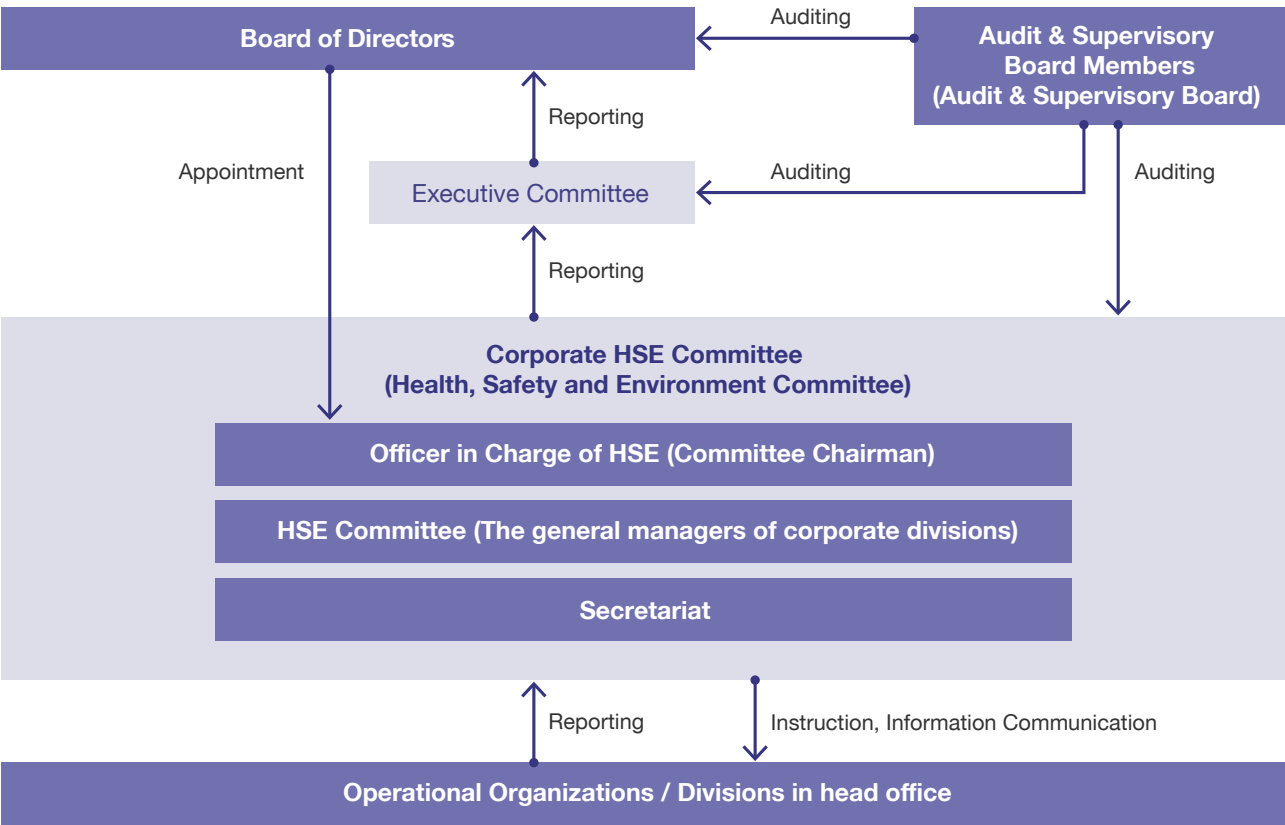 Auditing
Board of Directors
Audit & Supervisory
Board Members
(Audit & Supervisory Board)
Reporting
Appointment
Auditing
Auditing
Executive Committee
Reporting
Corporate HSE Committee
(Health, Safety and Environment Committee)
Officer in Charge of HSE (Committee Chairman)
HSE Committee (The general managers of corporate divisions)
Secretariat
Reporting
Instruction, Information Communication
Operational Organizations / Divisions in head office